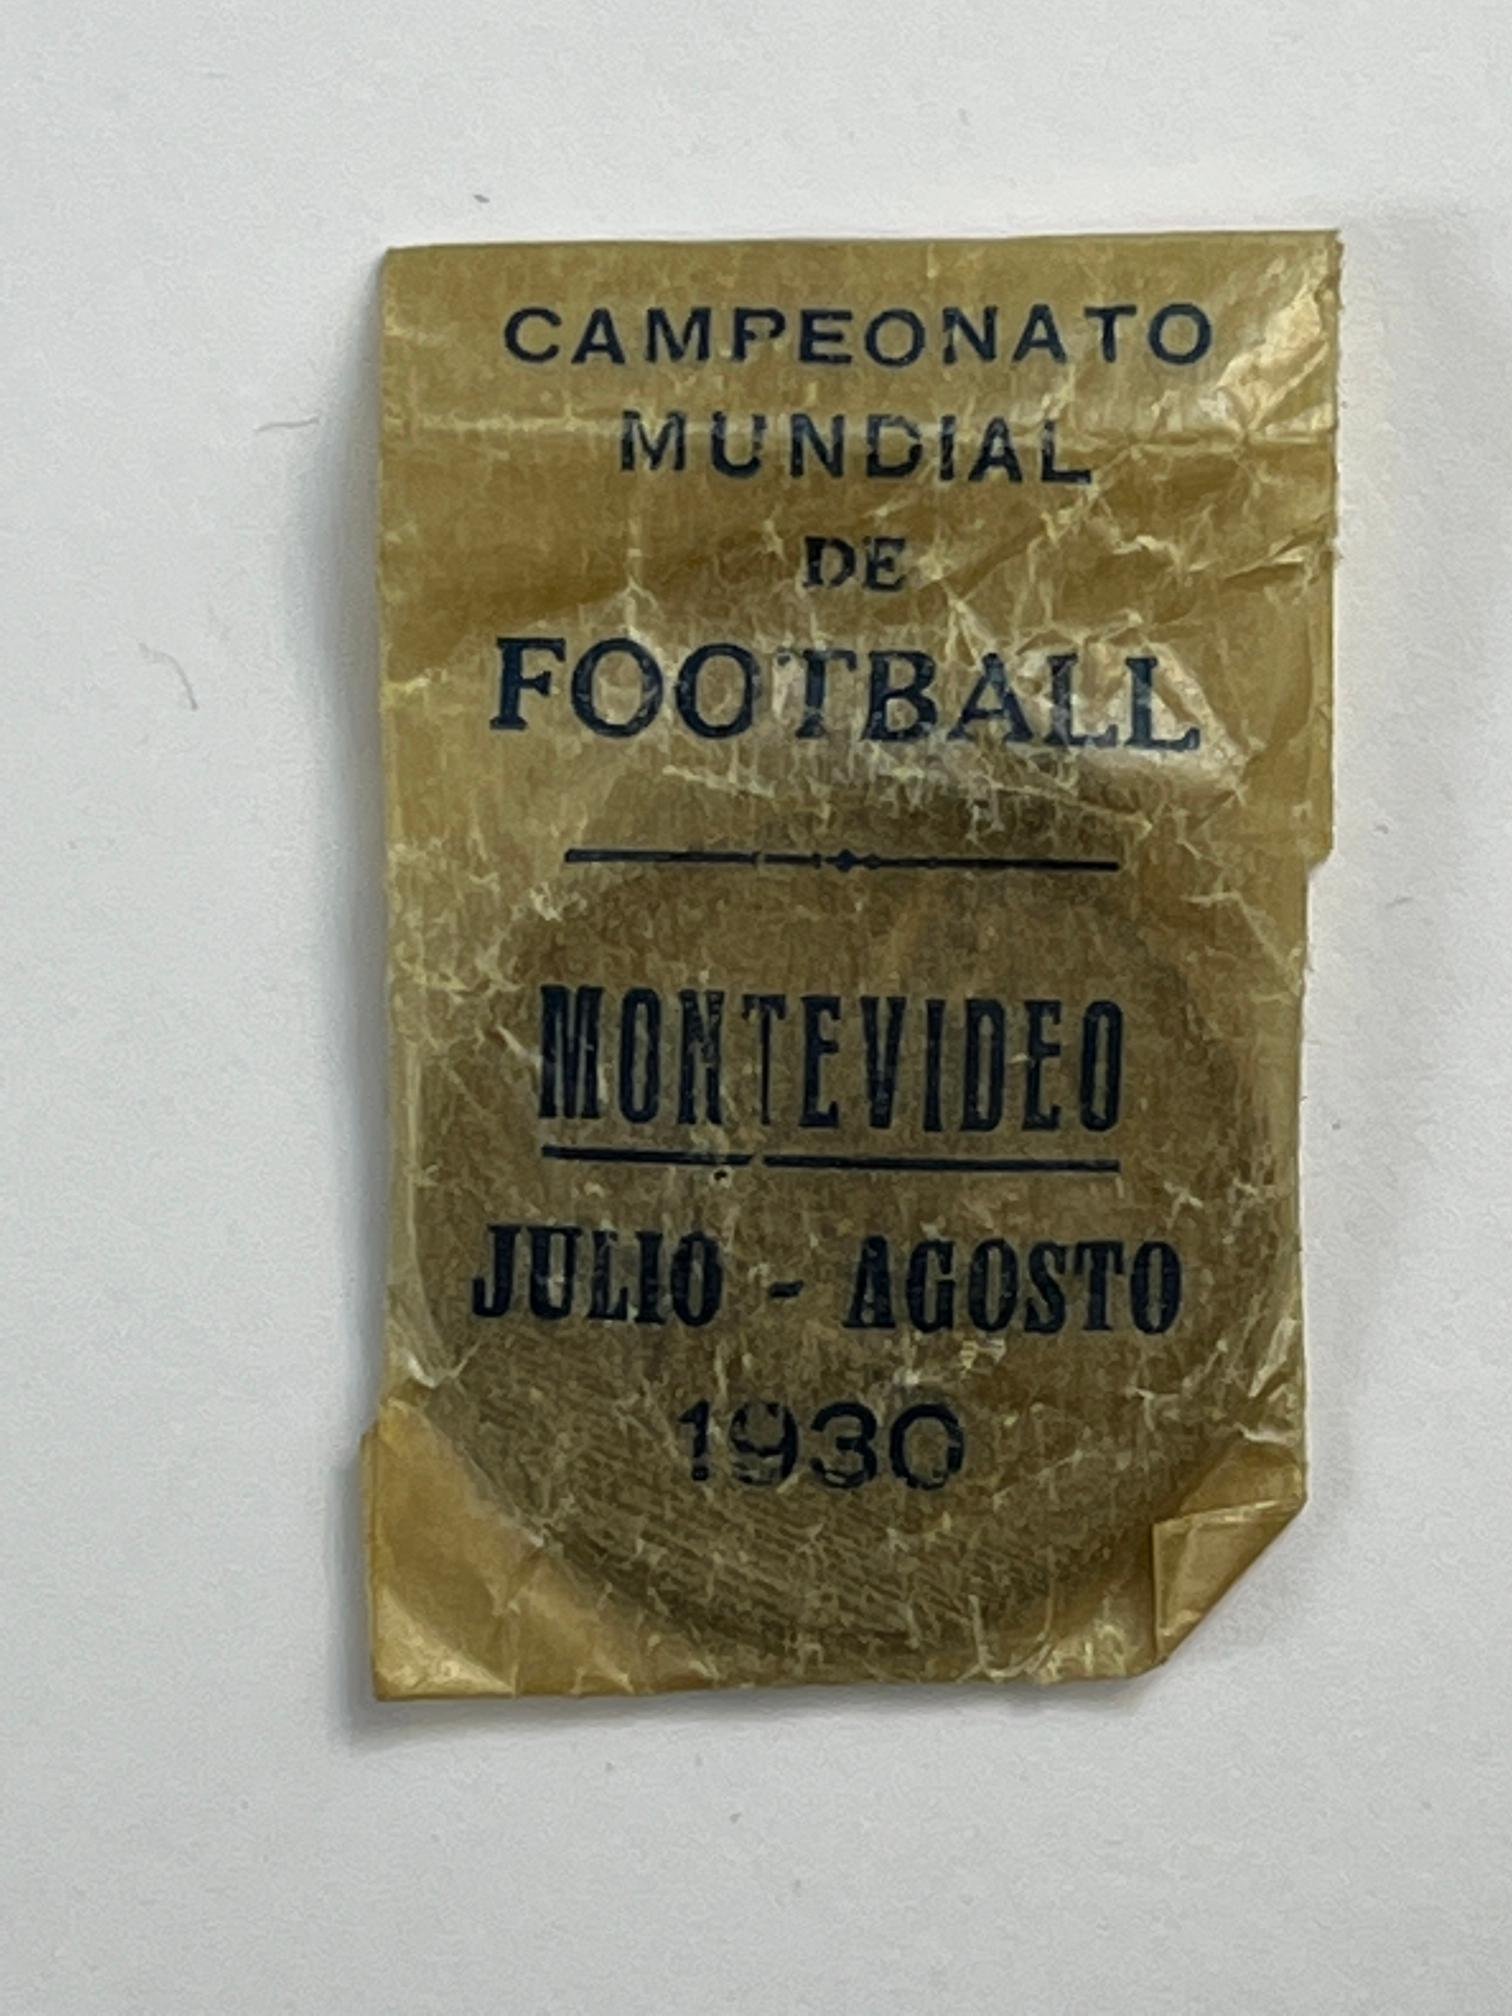 CAMPEONATO
MUNDIAL
DE
FOOTBALL
MONTEVIDEO
JULIO - AGOSTO
1930